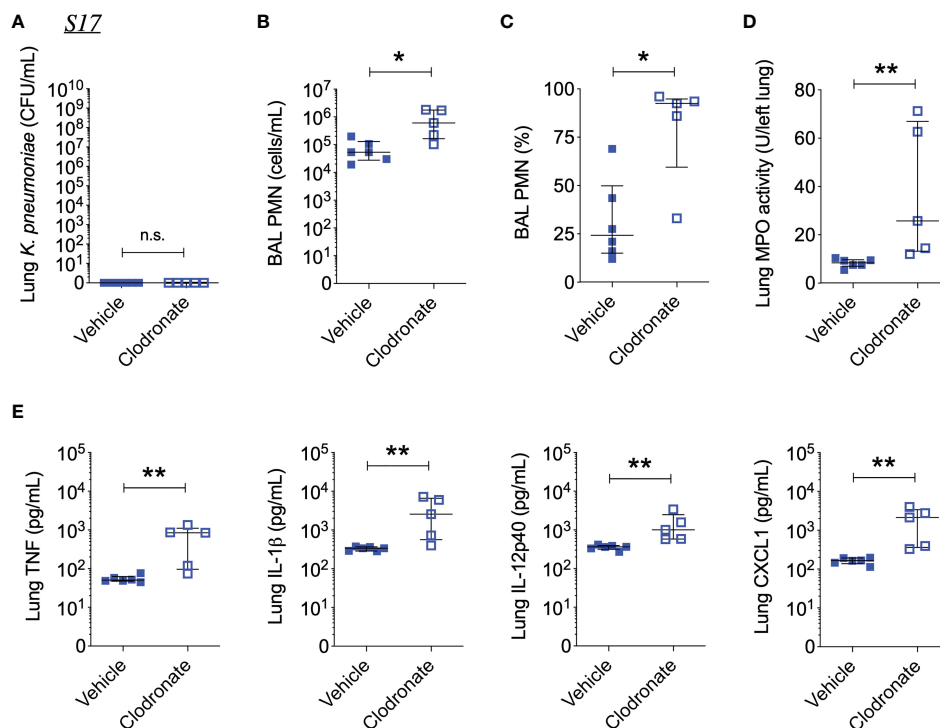 A S17
Lung K. pneumoniae (CFU/mL)
10^10
10^9
10^8
10^7
10^6
10^5
10^4
10^3
10^2
10^1
0
n.s.
Vehicle
Clodronate
B
BAL PMN (cells/mL)
10^7
10^6
10^5
10^4
10^3
10^2
10^1
0
*
Vehicle
Clodronate
C
BAL PMN (%)
100
75
50
25
0
*
Vehicle
Clodronate
D
Lung MPO activity (U/left lung)
80
60
40
20
0
**
Vehicle
Clodronate
E
Lung TNF (pg/mL)
10^5
10^4
10^3
10^2
10^1
0
**
Vehicle
Clodronate
Lung IL-1β (pg/mL)
10^5
10^4
10^3
10^2
10^1
0
**
Vehicle
Clodronate
Lung IL-12p40 (pg/mL)
10^5
10^4
10^3
10^2
10^1
0
**
Vehicle
Clodronate
Lung CXCL1 (pg/mL)
10^5
10^4
10^3
10^2
10^1
0
**
Vehicle
Clodronate